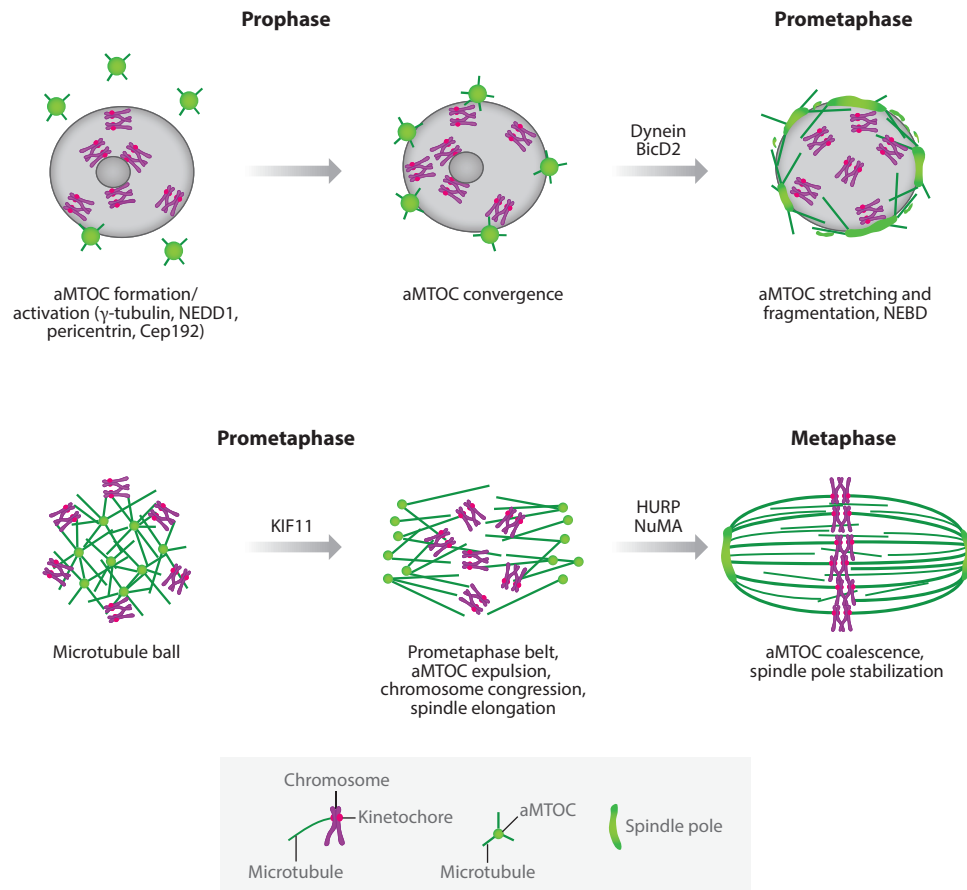 Prophase
Prometaphase
Dynein
BicD2
aMTOC formation/
activation (γ-tubulin, NEDD1,
pericentrin, Cep192)
aMTOC convergence
aMTOC stretching and
fragmentation, NEBD
Prometaphase
Metaphase
KIF11
HURP
NuMA
Microtubule ball
Prometaphase belt,
aMTOC expulsion,
chromosome congression,
spindle elongation
aMTOC coalescence,
spindle pole stabilization
Chromosome
Kinetochore
Microtubule
aMTOC
Microtubule
Spindle pole